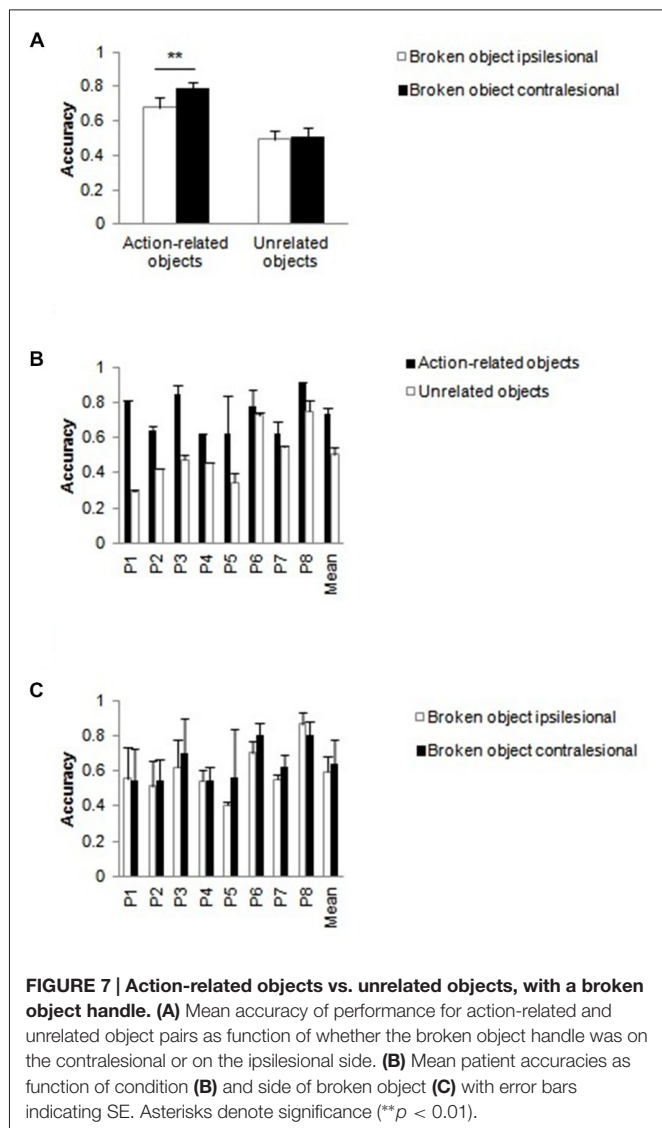 A
**
1
0.8
0.6
0.4
0.2
0
Accuracy
Action-related objects
Unrelated objects
Broken object ipsilesional
Broken obiect contralesional
B
1
0.8
0.6
0.4
0.2
0
Accuracy
P1
P2
P3
P4
P5
P6
P7
P8
Mean
Action-related objects
Unrelated objects
C
1
0.8
0.6
0.4
0.2
0
Accuracy
P1
P2
P3
P4
P5
P6
P7
P8
Mean
Broken object ipsilesional
Broken object contralesional
FIGURE 7 | Action-related objects vs. unrelated objects, with a broken
object handle. (A) Mean accuracy of performance for action-related and
unrelated object pairs as function of whether the broken object handle was on
the contralesional or on the ipsilesional side. (B) Mean patient accuracies as
function of condition (B) and side of broken object (C) with error bars
indicating SE. Asterisks denote significance (**p < 0.01).